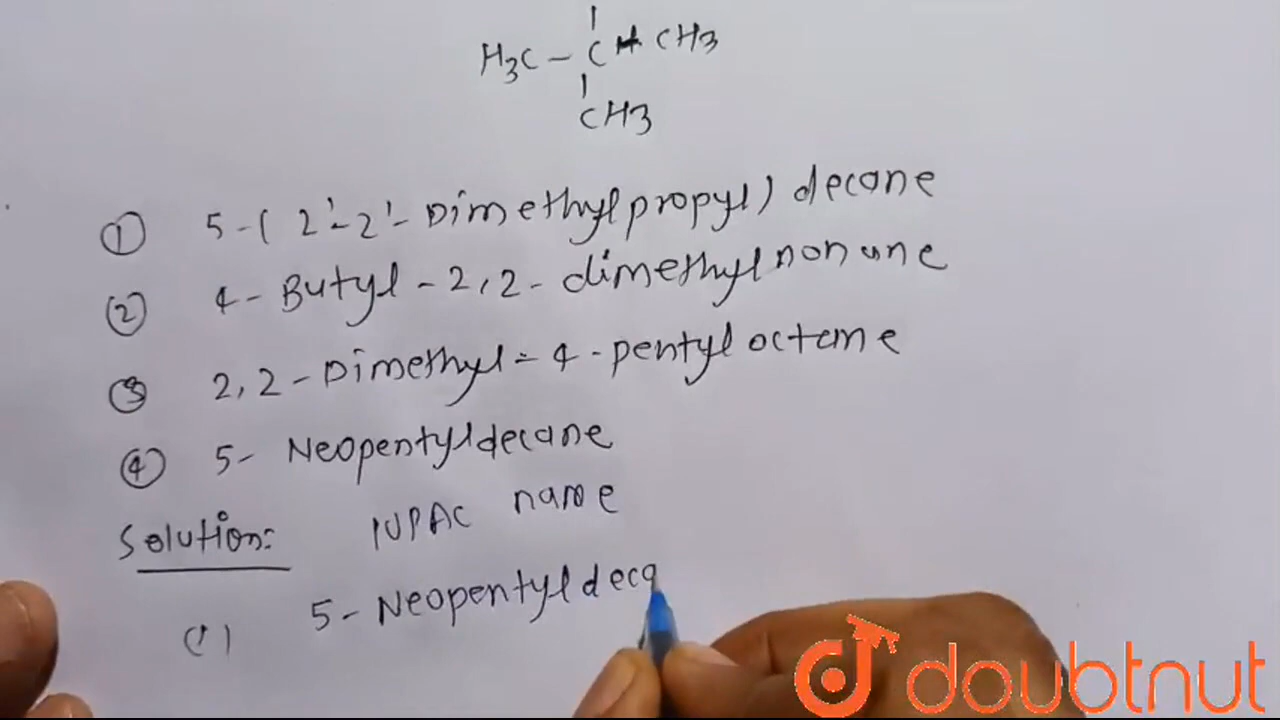 H3C - C - CH3
CH3
① 5-( 2'-2'- Dimethylpropyl) decane
② 4- Butyl - 2,2- dimethylnonane
③ 2,2- Dimethyl - 4 - pentyloctane
④ 5- Neopentyldecane
Solution: IUPAC name
(1) 5- Neopentyldeca
doubtnut